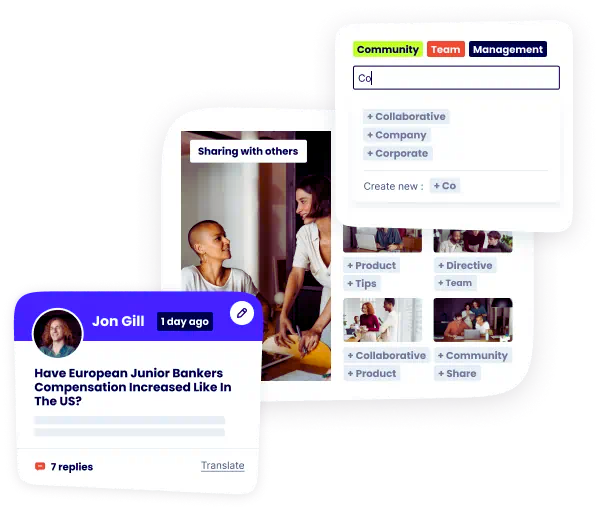 Community Team Management
Co
+ Collaborative
+ Company
+ Corporate
Create new : + Co
Sharing with others
+ Product
+ Tips
+ Directive
+ Team
+ Collaborative
+ Product
+ Community
+ Share
Jon Gill 1 day ago
Have European Junior Bankers
Compensation Increased Like In
The US?
7 replies Translate